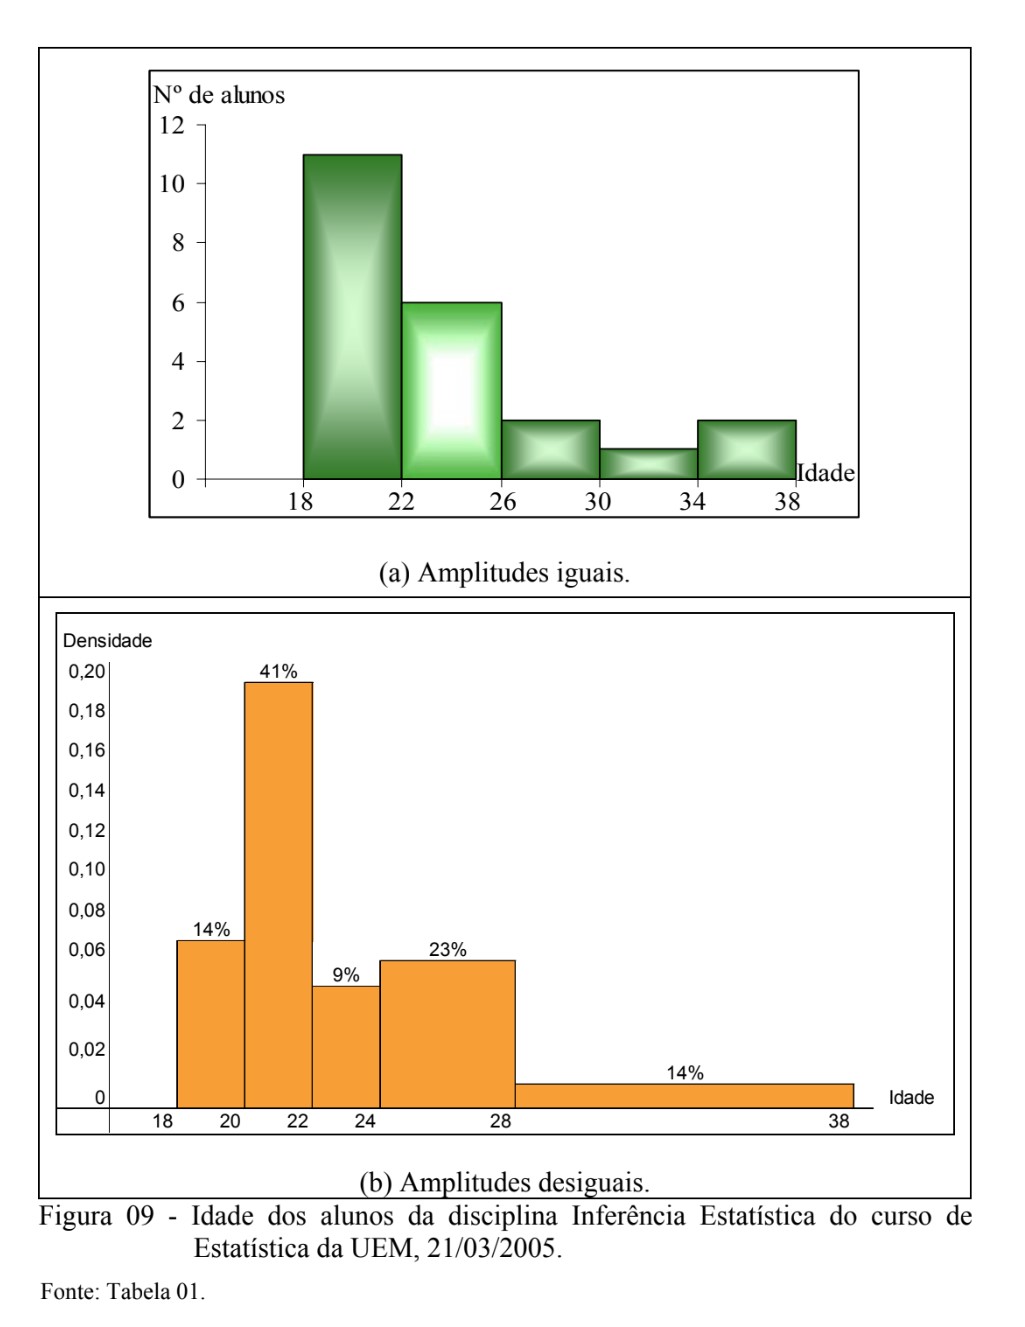 Nº de alunos
12
10
8
6
4
2
0
Idade
18 22 26 30 34 38
(a) Amplitudes iguais.
Densidade
0,20
41%
0,18
0,16
0,14
0,12
0,10
0,08
14%
0,06
23%
9%
0,04
0,02
14%
0
Idade
18 20 22 24 28 38
(b) Amplitudes desiguais.
Figura 09 - Idade dos alunos da disciplina Inferência Estatística do curso de
Estatística da UEM, 21/03/2005.
Fonte: Tabela 01.